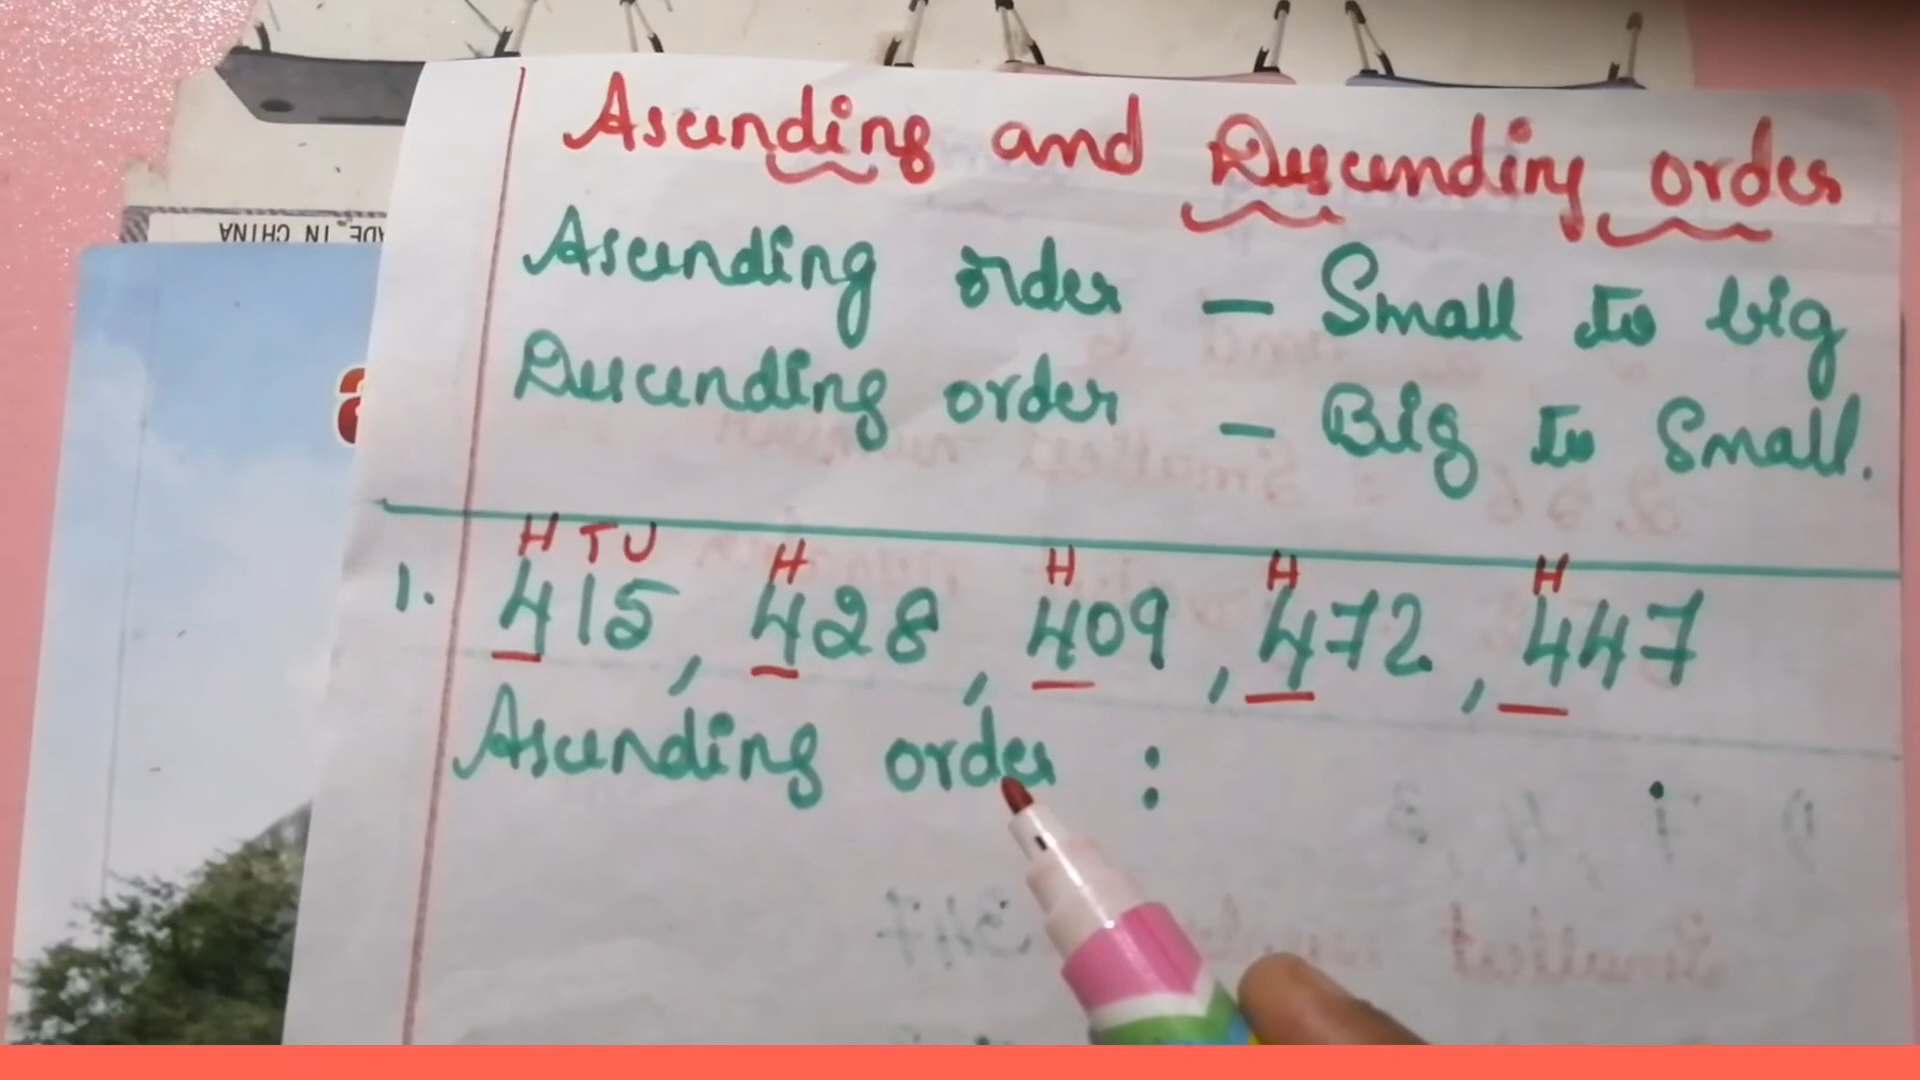 Ascending and Descending order
Ascending order – Small to big
Descending order – Big to Small.
H T U H H H H
1. 415, 428, 409, 472, 447
Ascending order :
MADE IN CHINA